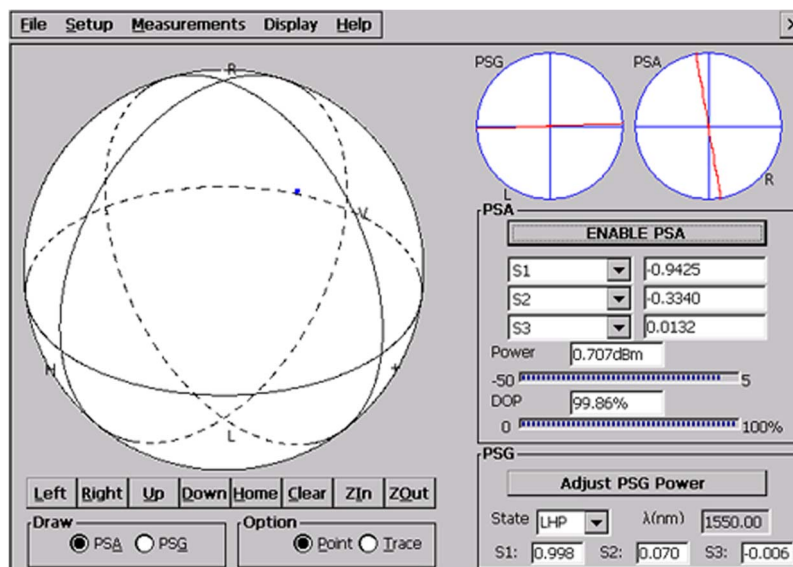 File Setup Measurements Display Help X
R
V
H
+
L
Left Right Up Down Home Clear ZIn ZOut
Draw
PSA PSG
Option
Point Trace
PSG
L
PSA
R
PSA
ENABLE PSA
S1 -0.9425
S2 -0.3340
S3 0.0132
Power 0.707dBm
-50 5
DOP 99.86%
0 100%
PSG
Adjust PSG Power
State LHP λ(nm) 1550.00
S1: 0.998 S2: 0.070 S3: -0.006